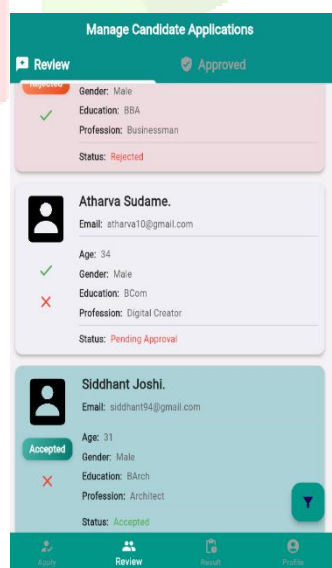 Manage Candidate Applications
Review
Approved
Rejected
Gender: Male
Education: BBA
Profession: Businessman
Status: Rejected
Atharva Sudame.
Email: atharva10@gmail.com
Age: 34
Gender: Male
Education: BCom
Profession: Digital Creator
Status: Pending Approval
Siddhant Joshi.
Email: siddhant94@gmail.com
Accepted
Age: 31
Gender: Male
Education: BArch
Profession: Architect
Status: Accepted
Apply
Review
Result
Profile